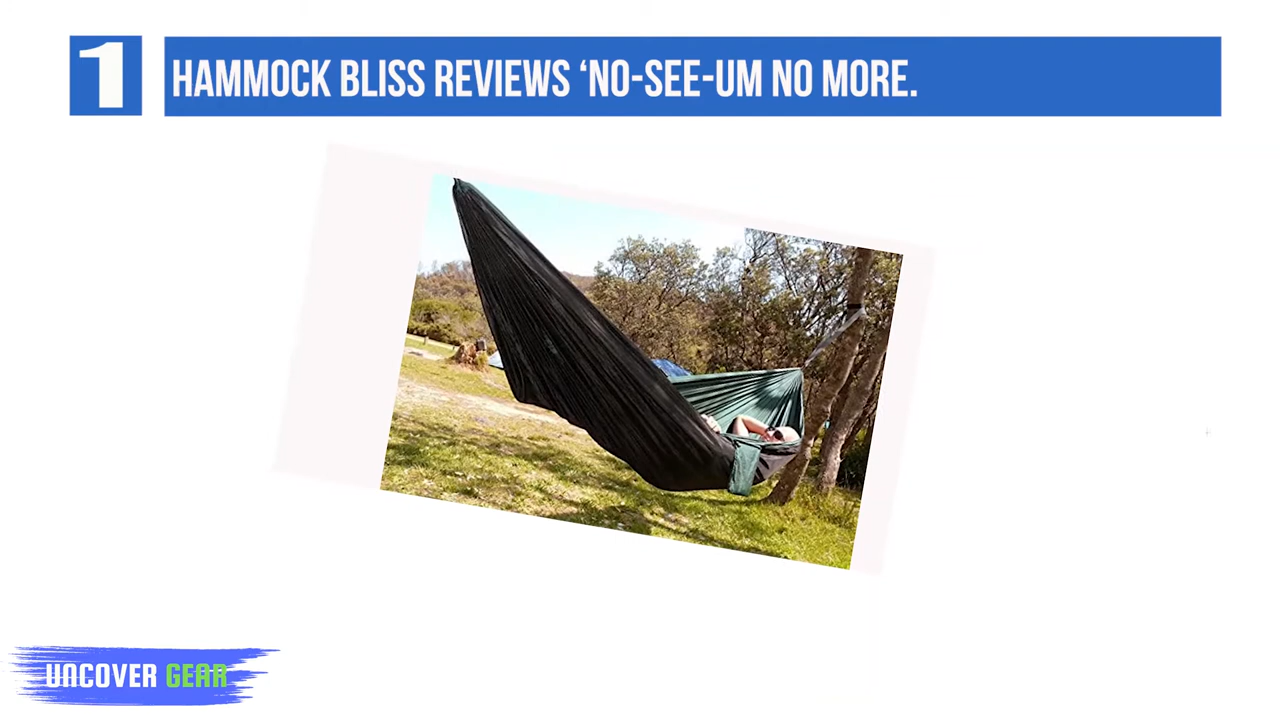 1
HAMMOCK BLISS REVIEWS ‘NO-SEE-UM NO MORE.
UNCOVER GEAR